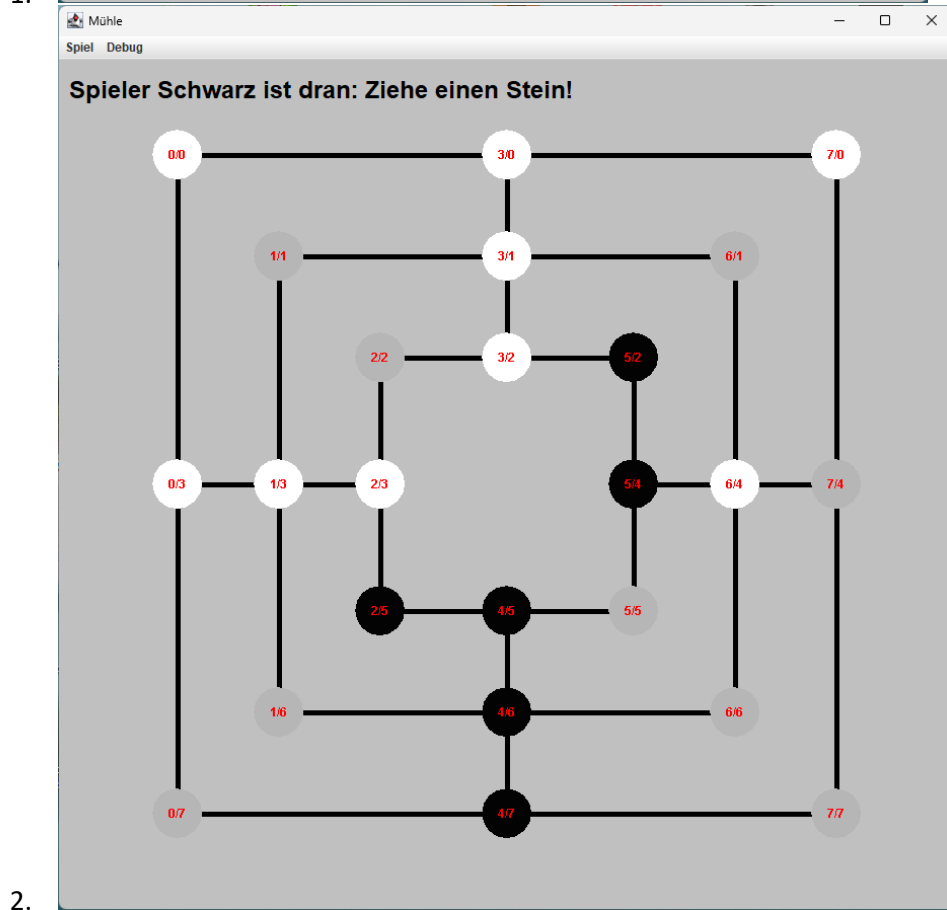 1.
Mühle
Spiel Debug
Spieler Schwarz ist dran: Ziehe einen Stein!
0/0 3/0 7/0
1/1 3/1 6/1
2/2 3/2 5/2
0/3 1/3 2/3 5/4 6/4 7/4
2/5 4/5 5/5
1/6 4/6 6/6
0/7 4/7 7/7
2.